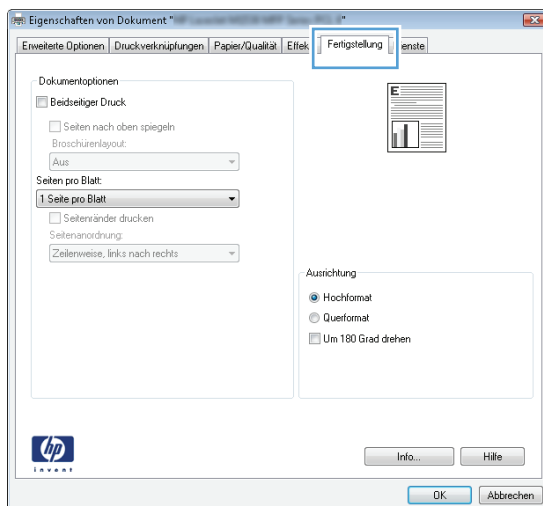 Eigenschaften von Dokument "
Erweiterte Optionen Druckverknüpfungen Papier/Qualität Effek Fertigstellung enste
Dokumentoptionen
Beidseitiger Druck
Seiten nach oben spiegeln
Broschürenlayout:
Aus
Seiten pro Blatt:
1 Seite pro Blatt
Seitenränder drucken
Seitenanordnung:
Zeilenweise, links nach rechts
E
Ausrichtung
Hochformat
Querformat
Um 180 Grad drehen
hp
invent
Info... Hilfe
OK Abbrechen